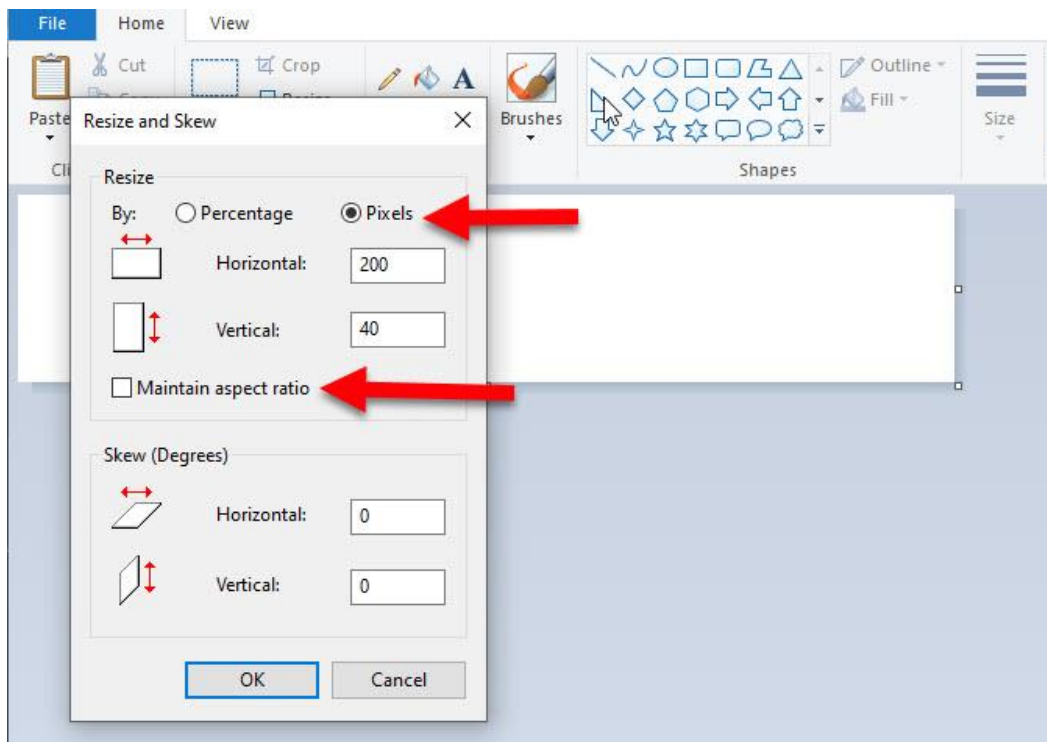 File Home View
Cut
Crop
A
Outline
Fill
Paste
Brushes
Size
Shapes
Resize and Skew
Resize
By: Percentage Pixels
Horizontal: 200
Vertical: 40
Maintain aspect ratio
Skew (Degrees)
Horizontal: 0
Vertical: 0
OK Cancel